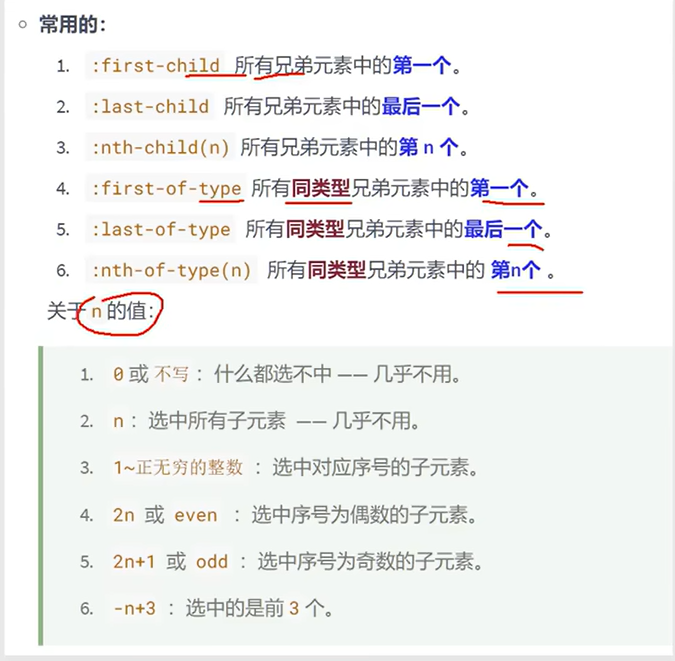 常用的：
1. :first-child 所有兄弟元素中的第一个。
2. :last-child 所有兄弟元素中的最后一个。
3. :nth-child(n) 所有兄弟元素中的第 n 个。
4. :first-of-type 所有同类型兄弟元素中的第一个。
5. :last-of-type 所有同类型兄弟元素中的最后一个。
6. :nth-of-type(n) 所有同类型兄弟元素中的 第n个 。
关于 n 的值：
1. 0 或 不写 ：什么都选不中 —— 几乎不用。
2. n ：选中所有子元素 —— 几乎不用。
3. 1~正无穷的整数 ：选中对应序号的子元素。
4. 2n 或 even ：选中序号为偶数的子元素。
5. 2n+1 或 odd ：选中序号为奇数的子元素。
6. -n+3 ：选中的是前 3 个。